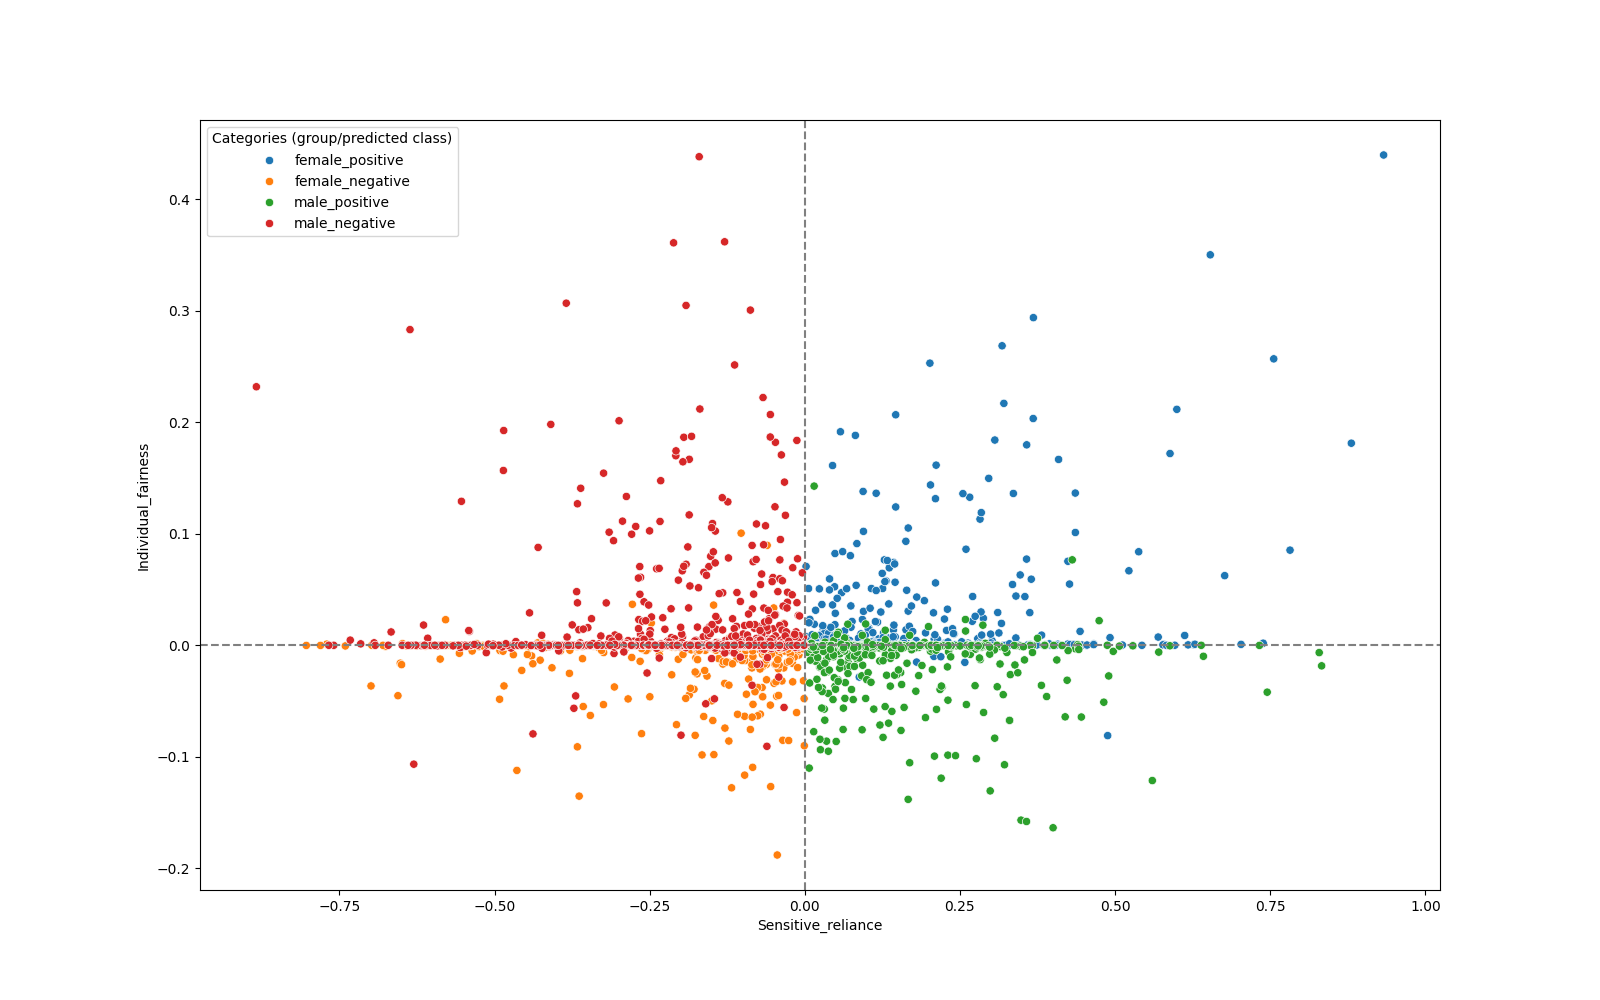 Categories (group/predicted class)
female_positive
female_negative
male_positive
male_negative
0.4
0.3
0.2
0.1
0.0
−0.1
−0.2
Individual_fairness
−0.75
−0.50
−0.25
0.00
0.25
0.50
0.75
1.00
Sensitive_reliance